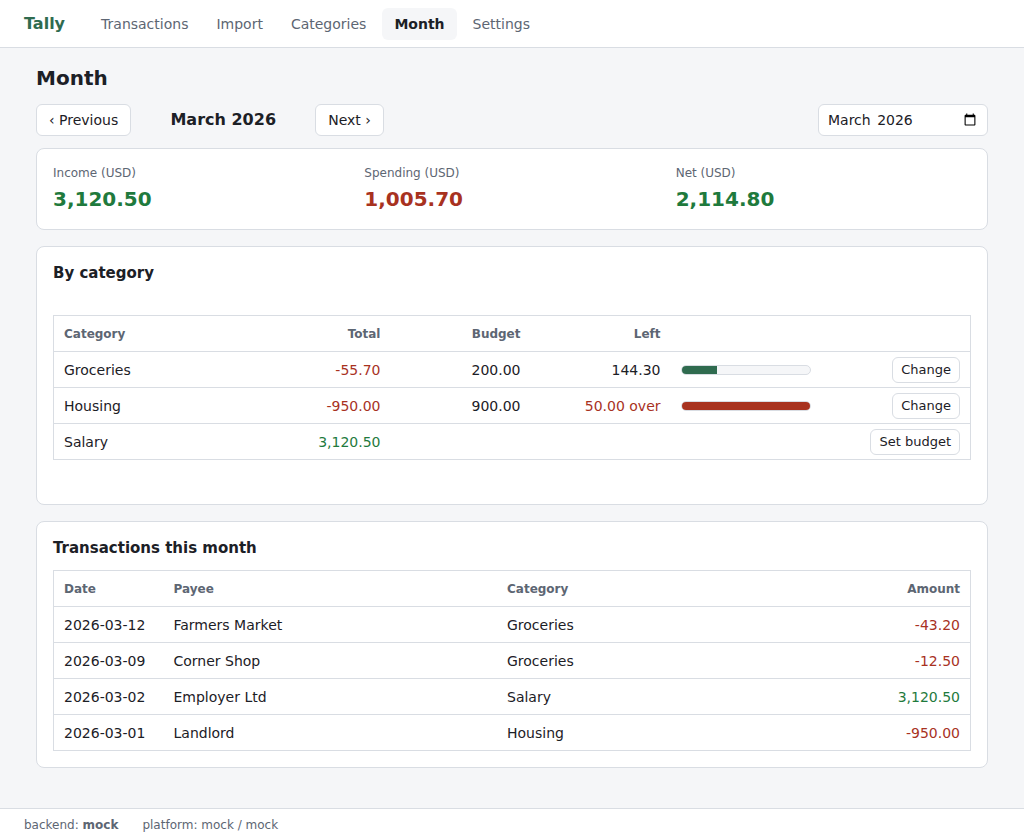 Tally Transactions Import Categories Month Settings
Month
‹ Previous March 2026 Next › March 2026
Income (USD) Spending (USD) Net (USD)
3,120.50 1,005.70 2,114.80
By category
Category Total Budget Left
Groceries -55.70 200.00 144.30 Change
Housing -950.00 900.00 50.00 over Change
Salary 3,120.50 Set budget
Transactions this month
Date Payee Category Amount
2026-03-12 Farmers Market Groceries -43.20
2026-03-09 Corner Shop Groceries -12.50
2026-03-02 Employer Ltd Salary 3,120.50
2026-03-01 Landlord Housing -950.00
backend: mock platform: mock / mock